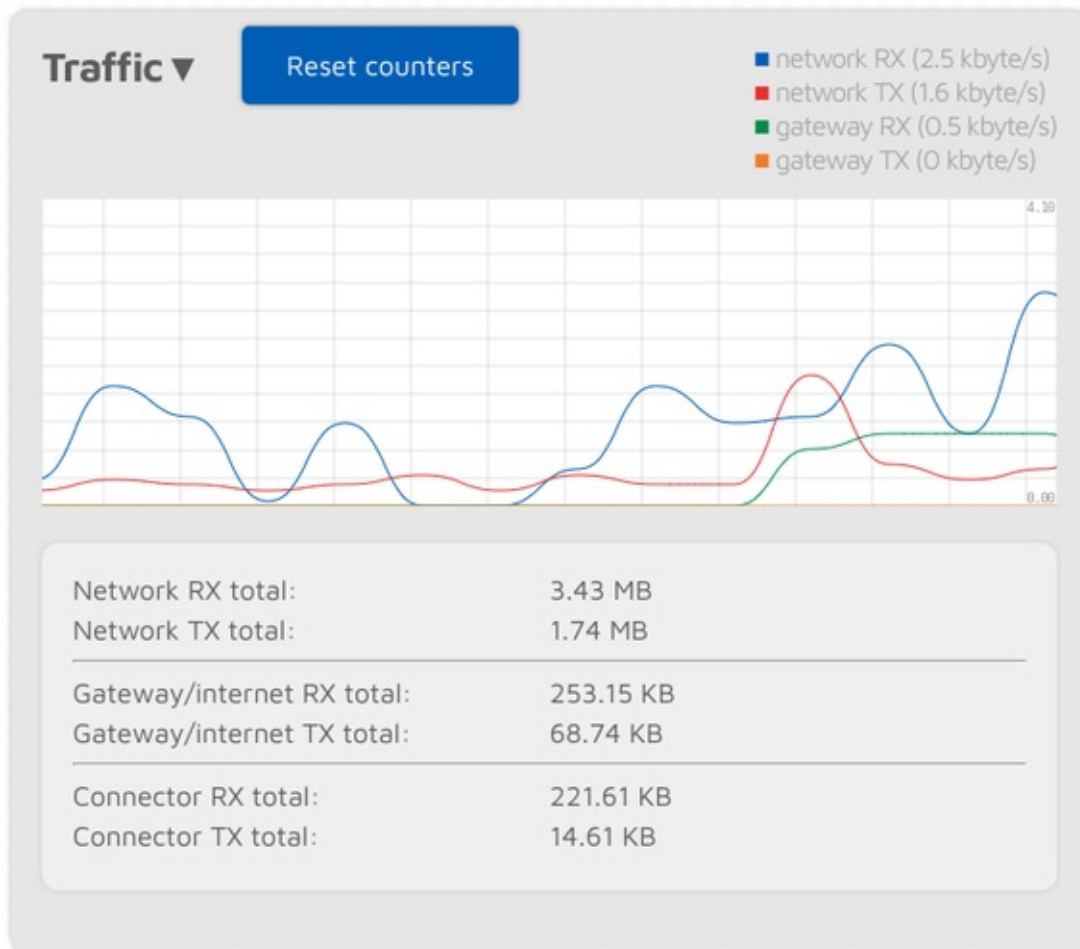 Traffic ▼
Reset counters
network RX (2.5 kbyte/s)
network TX (1.6 kbyte/s)
gateway RX (0.5 kbyte/s)
gateway TX (0 kbyte/s)
4.10
0.00
Network RX total: 3.43 MB
Network TX total: 1.74 MB
Gateway/internet RX total: 253.15 KB
Gateway/internet TX total: 68.74 KB
Connector RX total: 221.61 KB
Connector TX total: 14.61 KB